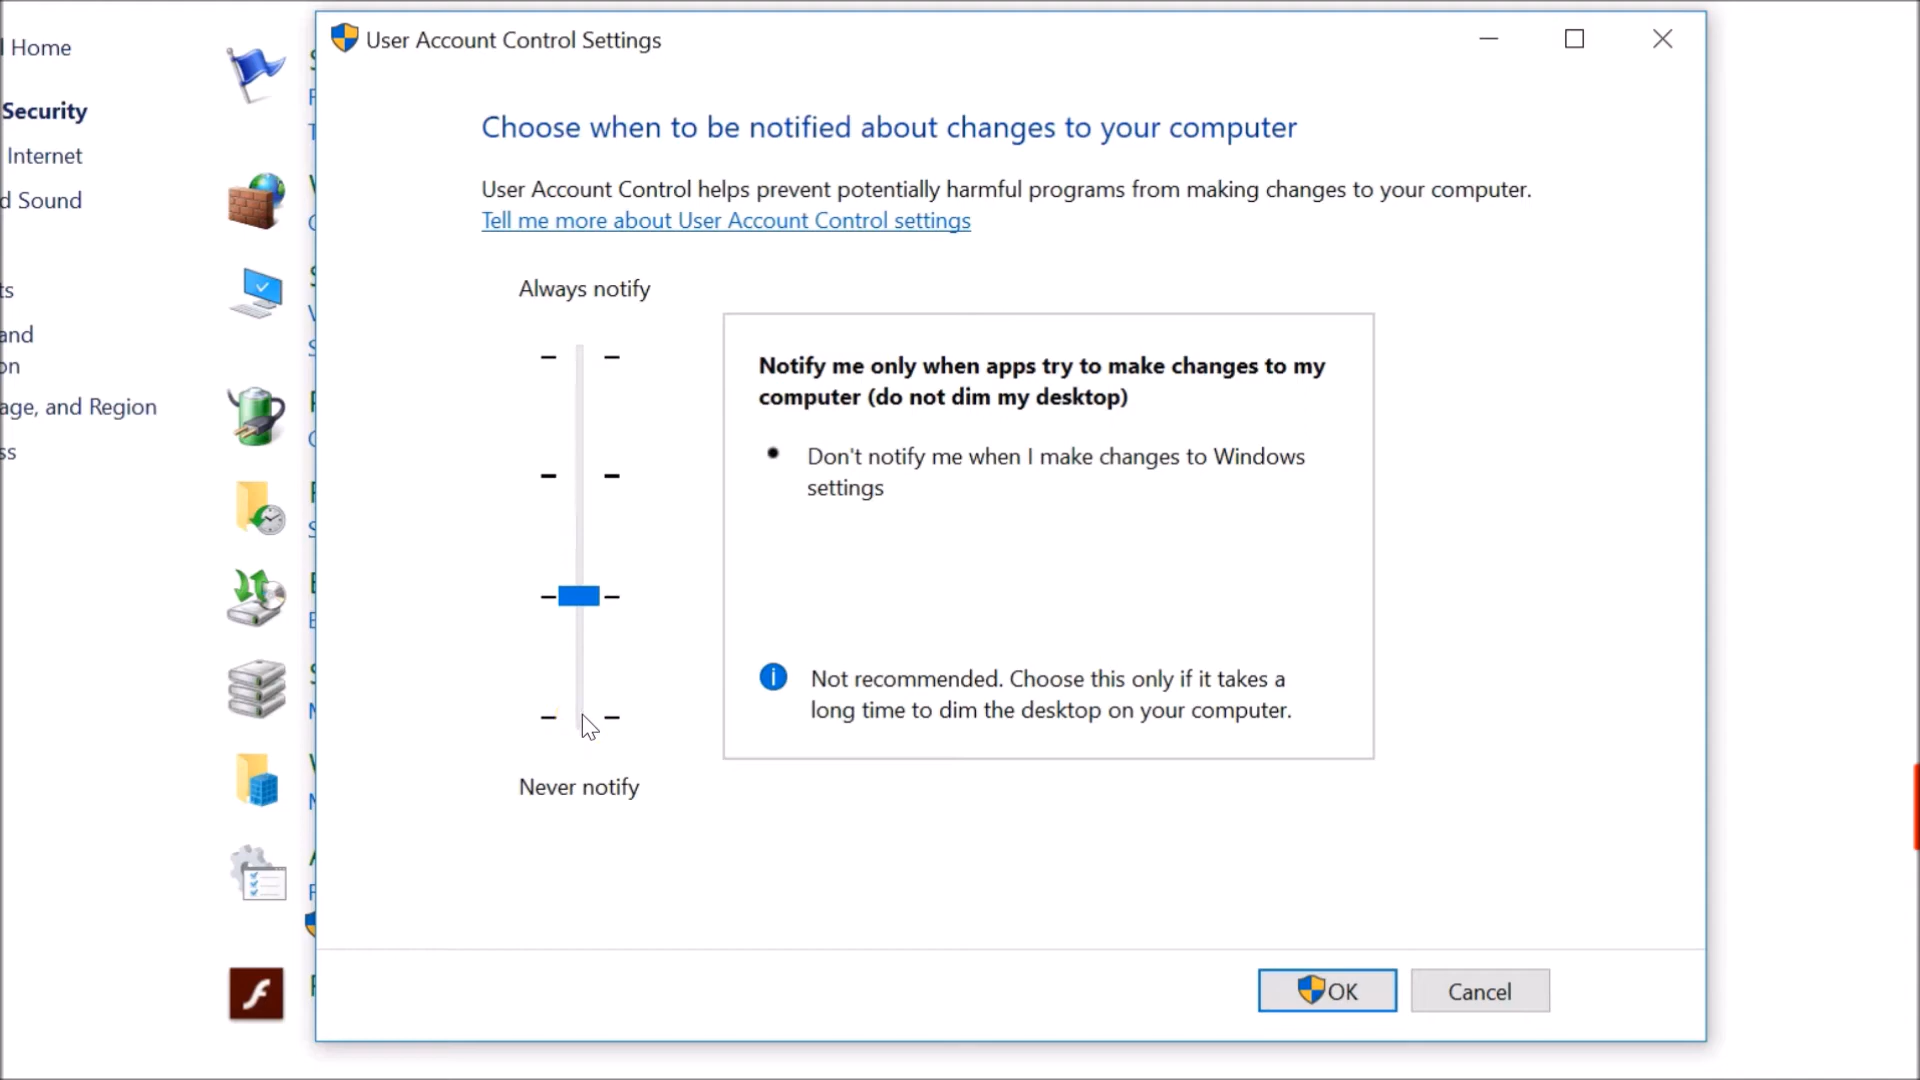 Home
Security
Internet
d Sound
ts
and
on
age, and Region
ss
User Account Control Settings
Choose when to be notified about changes to your computer
User Account Control helps prevent potentially harmful programs from making changes to your computer.
Tell me more about User Account Control settings
Always notify
Notify me only when apps try to make changes to my
computer (do not dim my desktop)
• Don't notify me when I make changes to Windows
settings
Not recommended. Choose this only if it takes a
long time to dim the desktop on your computer.
Never notify
OK
Cancel